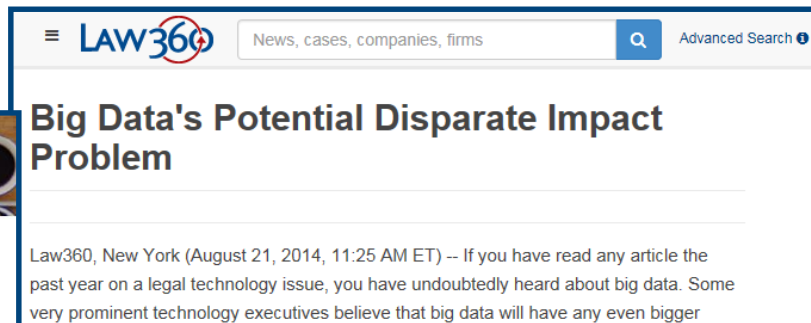 LAW360 News, cases, companies, firms Advanced Search
Big Data's Potential Disparate Impact
Problem
Law360, New York (August 21, 2014, 11:25 AM ET) -- If you have read any article the
past year on a legal technology issue, you have undoubtedly heard about big data. Some
very prominent technology executives believe that big data will have any even bigger